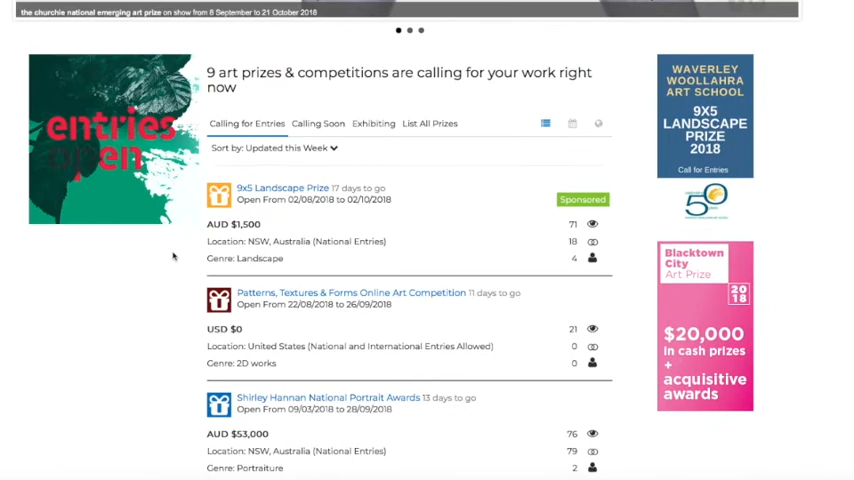 the churchie national emerging art prize on show from 8 September to 21 October 2018
entries
open
9 art prizes & competitions are calling for your work right
now
Calling for Entries Calling Soon Exhibiting List All Prizes
Sort by: Updated this Week
9x5 Landscape Prize 17 days to go
Open From 02/08/2018 to 02/10/2018
Sponsored
AUD $1,500
71
Location: NSW, Australia (National Entries)
18
Genre: Landscape
4
Patterns, Textures & Forms Online Art Competition 11 days to go
Open From 22/08/2018 to 26/09/2018
USD $0
21
Location: United States (National and International Entries Allowed)
0
Genre: 2D works
0
Shirley Hannan National Portrait Awards 13 days to go
Open From 09/03/2018 to 28/09/2018
AUD $53,000
76
Location: NSW, Australia (National Entries)
79
Genre: Portraiture
2
WAVERLEY
WOOLLAHRA
ART SCHOOL
9X5
LANDSCAPE
PRIZE
2018
Call for Entries
50
Blacktown
City
Art Prize
20
18
$20,000
in cash prizes
+
acquisitive
awards